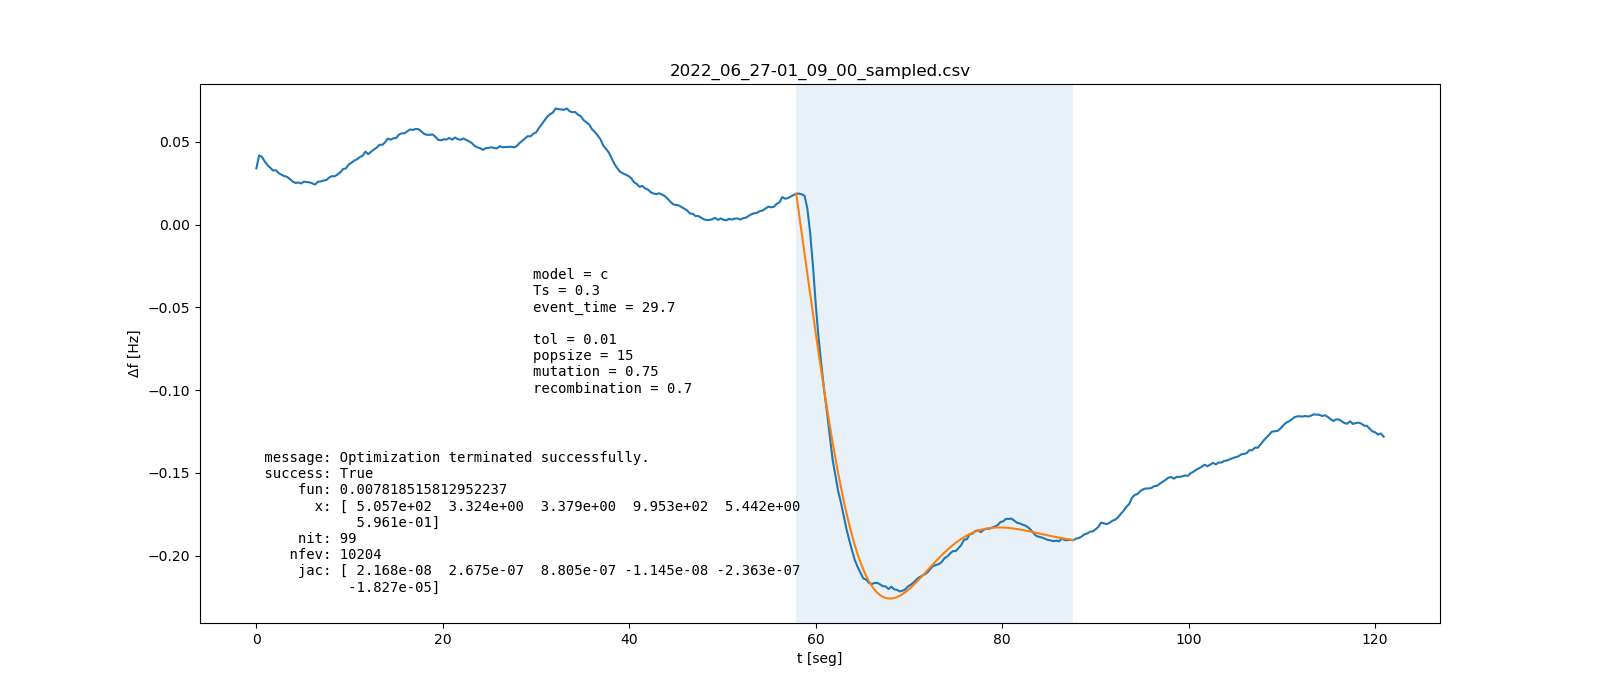 2022_06_27-01_09_00_sampled.csv
0.05
0.00
−0.05
−0.10
−0.15
−0.20
Δf [Hz]
model = c
Ts = 0.3
event_time = 29.7
tol = 0.01
popsize = 15
mutation = 0.75
recombination = 0.7
message: Optimization terminated successfully.
success: True
fun: 0.007818515812952237
x: [ 5.057e+02  3.324e+00  3.379e+00  9.953e+02  5.442e+00
5.961e-01]
nit: 99
nfev: 10204
jac: [ 2.168e-08  2.675e-07  8.805e-07 -1.145e-08 -2.363e-07
-1.827e-05]
0 20 40 60 80 100 120
t [seg]